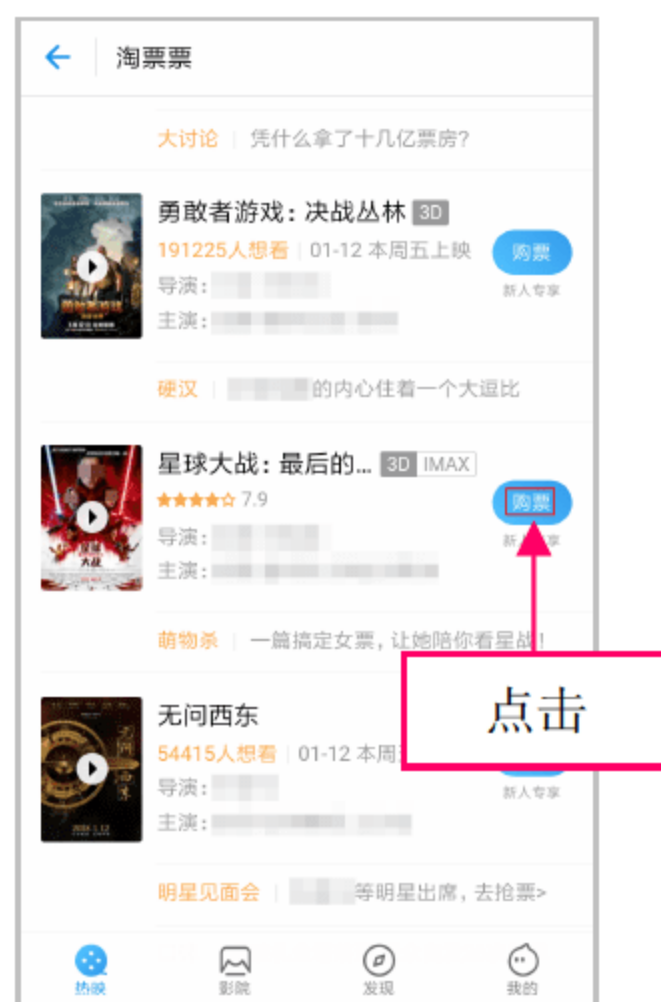 淘票票
大讨论 | 凭什么拿了十几亿票房?
勇敢者游戏：决战丛林 3D
191225人想看 | 01-12 本周五上映
购票
新人专享
导演：
主演：
硬汉 | 的内心住着一个大逗比
星球大战：最后的... 3D IMAX
7.9
购票
导演：
主演：
萌物杀 | 一篇搞定女票，让她陪你看星战!
点击
无问西东
54415人想看 | 01-12 本周
导演：
新人专享
主演：
明星见面会 | 等明星出席，去抢票>
热映 影院 发现 我的